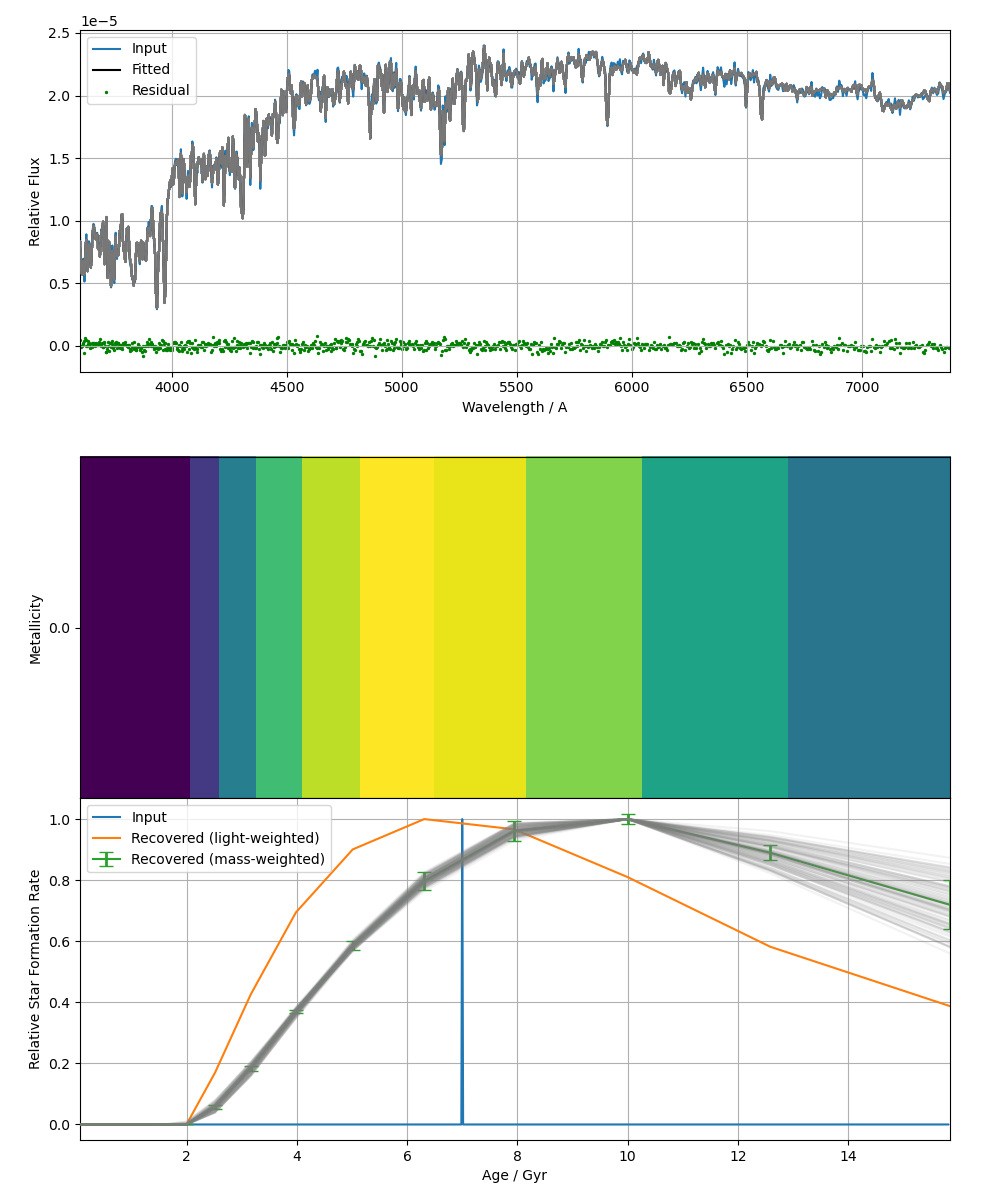 1e−5
2.5
2.0
1.5
1.0
0.5
0.0
Relative Flux
Input
Fitted
Residual
4000 4500 5000 5500 6000 6500 7000
Wavelength / A
Metallicity
0.0
1.0
0.8
0.6
0.4
0.2
0.0
Relative Star Formation Rate
Input
Recovered (light-weighted)
Recovered (mass-weighted)
2 4 6 8 10 12 14
Age / Gyr